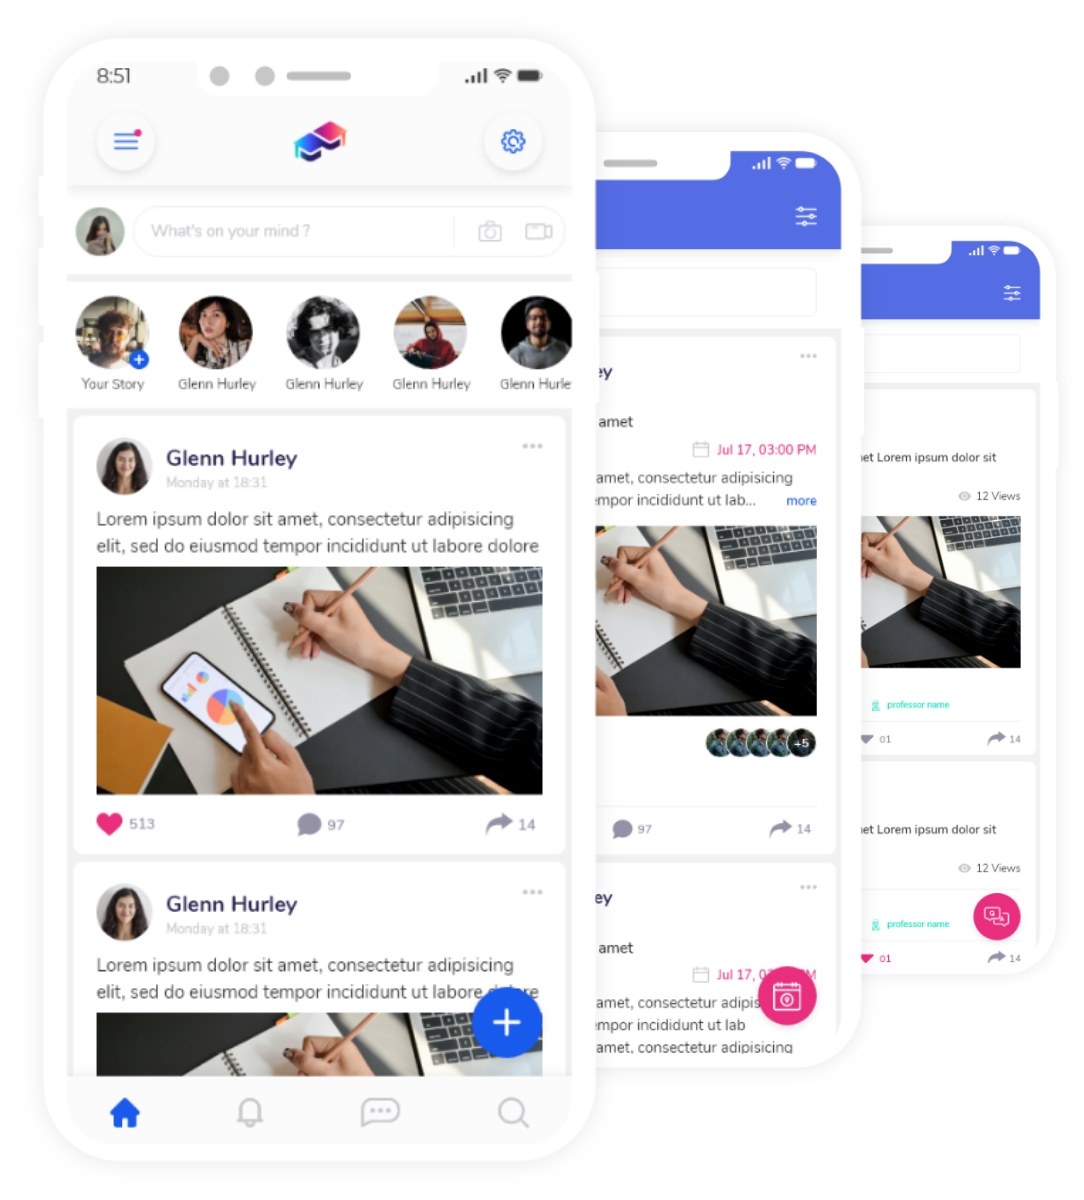 8:51
What's on your mind ?
Your Story
Glenn Hurley
Glenn Hurley
Glenn Hurley
Glenn Hurle
Glenn Hurley
Monday at 18:31
Lorem ipsum dolor sit amet, consectetur adipisicing
elit, sed do eiusmod tempor incididunt ut labore dolore
513
97
14
Glenn Hurley
Monday at 18:31
Lorem ipsum dolor sit amet, consectetur adipisicing
elit, sed do eiusmod tempor incididunt ut labore dolore
ey
amet
Jul 17, 03:00 PM
amet, consectetur adipisicing
empor incididunt ut lab... more
+5
97
14
ey
amet
Jul 17, 0
M
amet, consectetur adipis
empor incididunt ut lab
amet, consectetur adipisicing
et Lorem ipsum dolor sit
12 Views
professor name
01
14
et Lorem ipsum dolor sit
12 Views
professor name
Q A
01
14